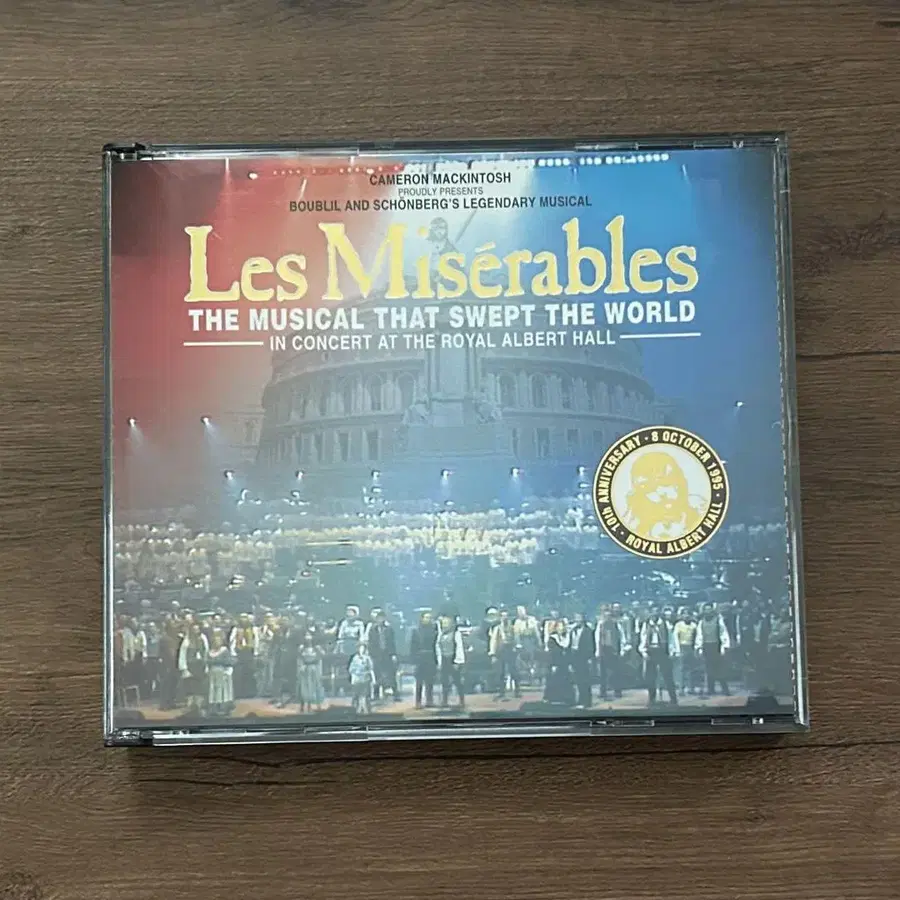 CAMERON MACKINTOSH
PROUDLY PRESENTS
BOUBLIL AND SCHÖNBERG'S LEGENDARY MUSICAL
Les Misérables
THE MUSICAL THAT SWEPT THE WORLD
IN CONCERT AT THE ROYAL ALBERT HALL
10th ANNIVERSARY · 8 OCTOBER 1995 ·
ROYAL ALBERT HALL ·